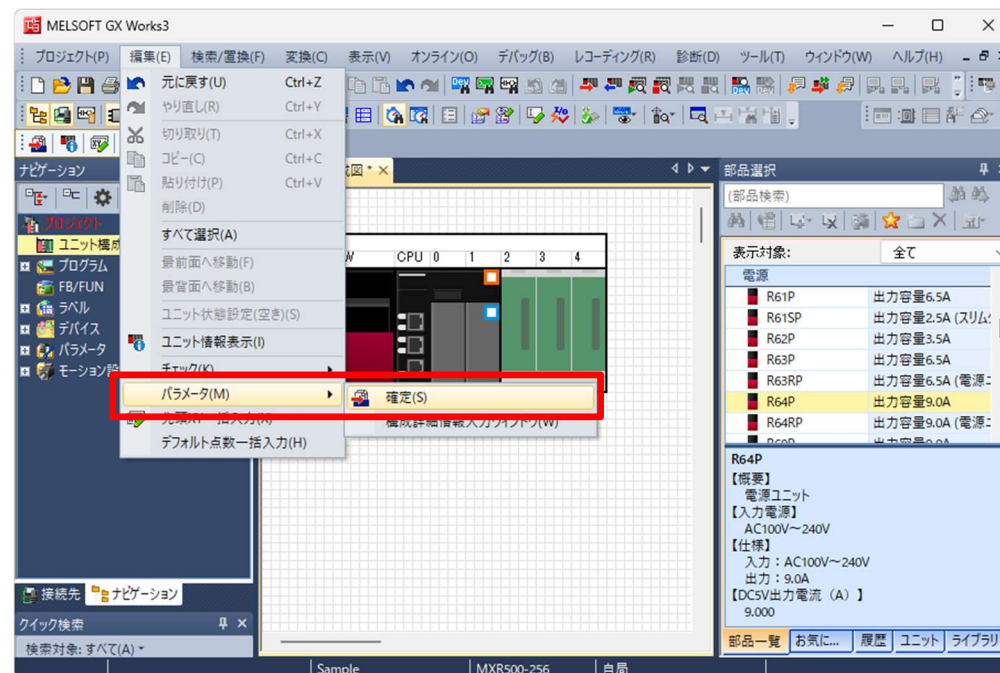 MELSOFT GX Works3
プロジェクト(P) 編集(E) 検索/置換(F) 変換(C) 表示(V) オンライン(O) デバッグ(B) レコーディング(R) 診断(D) ツール(T) ウィンドウ(W) ヘルプ(H)
元に戻す(U) Ctrl+Z
やり直し(R) Ctrl+Y
切り取り(T) Ctrl+X
コピー(C) Ctrl+C
貼り付け(P) Ctrl+V
削除(D)
すべて選択(A)
最前面へ移動(F)
最背面へ移動(B)
ユニット状態設定(空き)(S)
ユニット情報表示(I)
チェック(K)
パラメータ(M)
確定(S)
構成詳細情報入力ウィンドウ(W)
デフォルト点数一括入力(H)
ナビゲーション
プロジェクト
ユニット構成
プログラム
FB/FUN
ラベル
デバイス
パラメータ
モーション設
接続先 ナビゲーション
クイック検索
検索対象: すべて(A)
成図 *
CPU 0 1 2 3 4
部品選択
(部品検索)
表示対象: 全て
電源
R61P 出力容量6.5A
R61SP 出力容量2.5A (スリム
R62P 出力容量3.5A
R63P 出力容量6.5A
R63RP 出力容量6.5A (電源
R64P 出力容量9.0A
R64RP 出力容量9.0A (電源
R64P
【概要】
電源ユニット
【入力電源】
AC100V～240V
【仕様】
入力：AC100V～240V
出力：9.0A
【DC5V出力電流（A）】
9.000
部品一覧 お気に... 履歴 ユニット ライブラリ
Sample MXR500-256 自局